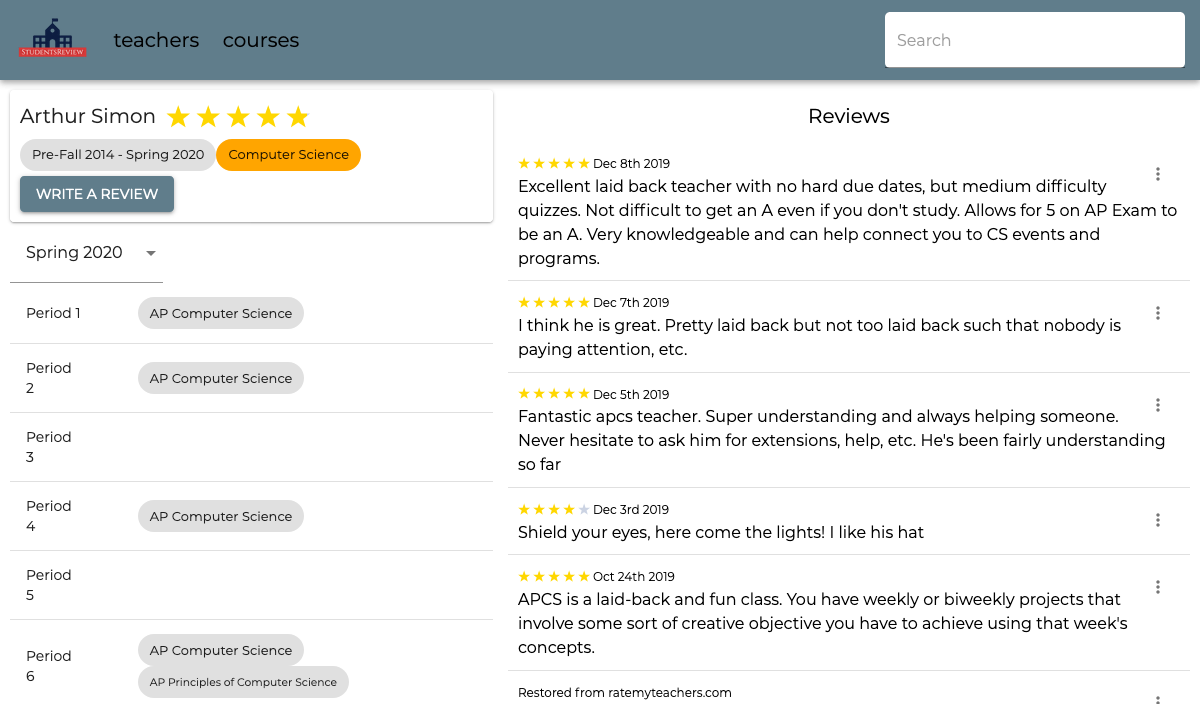 STUDENTSREVIEW
teachers courses
Search
Arthur Simon
Pre-Fall 2014 - Spring 2020
Computer Science
WRITE A REVIEW
Spring 2020
Period 1
AP Computer Science
Period
2
AP Computer Science
Period
3
Period
4
AP Computer Science
Period
5
Period
6
AP Computer Science
AP Principles of Computer Science
Reviews
Dec 8th 2019
Excellent laid back teacher with no hard due dates, but medium difficulty
quizzes. Not difficult to get an A even if you don't study. Allows for 5 on AP Exam to
be an A. Very knowledgeable and can help connect you to CS events and
programs.
Dec 7th 2019
I think he is great. Pretty laid back but not too laid back such that nobody is
paying attention, etc.
Dec 5th 2019
Fantastic apcs teacher. Super understanding and always helping someone.
Never hesitate to ask him for extensions, help, etc. He's been fairly understanding
so far
Dec 3rd 2019
Shield your eyes, here come the lights! I like his hat
Oct 24th 2019
APCS is a laid-back and fun class. You have weekly or biweekly projects that
involve some sort of creative objective you have to achieve using that week's
concepts.
Restored from ratemyteachers.com